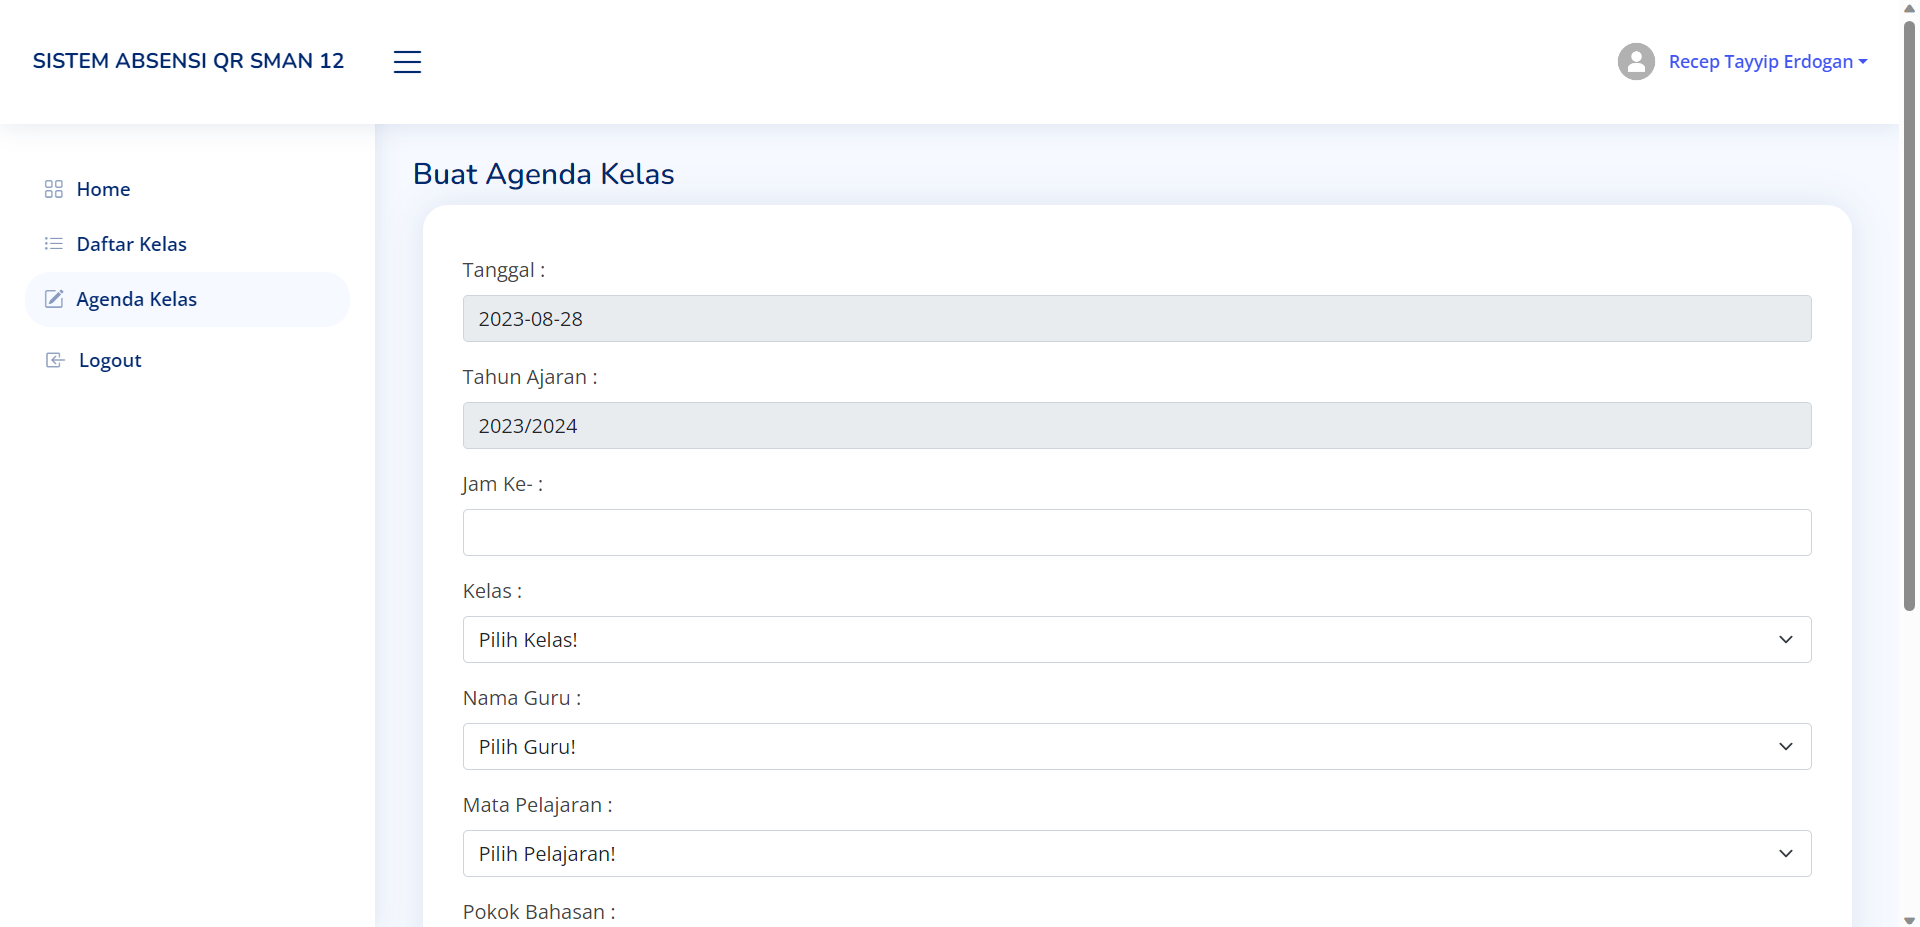 SISTEM ABSENSI QR SMAN 12
Recep Tayyip Erdogan
Home
Daftar Kelas
Agenda Kelas
Logout
Buat Agenda Kelas
Tanggal :
2023-08-28
Tahun Ajaran :
2023/2024
Jam Ke- :
Kelas :
Pilih Kelas!
Nama Guru :
Pilih Guru!
Mata Pelajaran :
Pilih Pelajaran!
Pokok Bahasan :